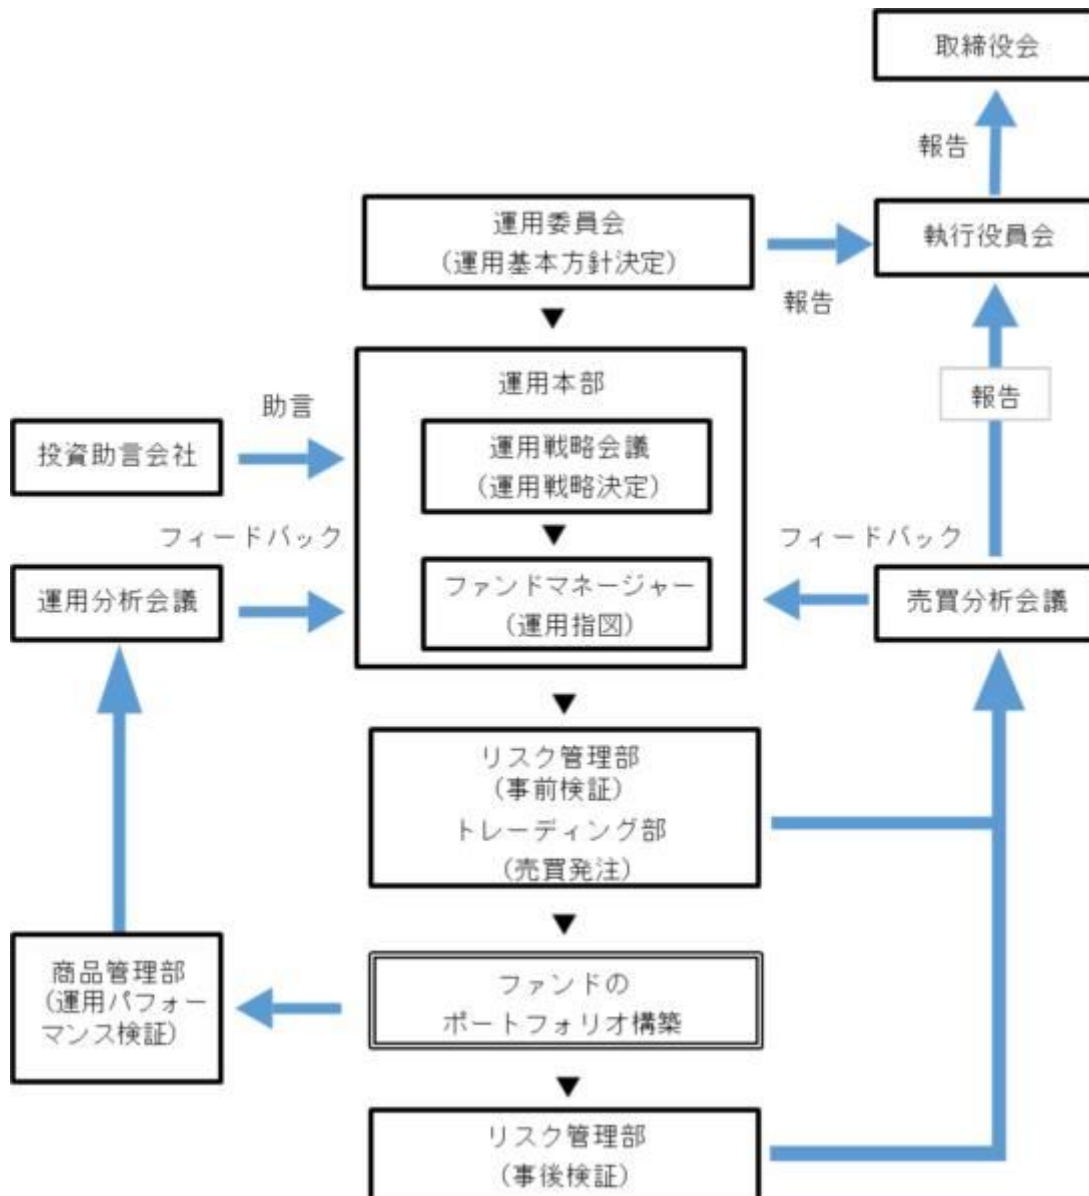 取締役会
報告
運用委員会
(運用基本方針決定)
執行役員会
報告
運用本部
報告
助言
投資助言会社
運用戦略会議
(運用戦略決定)
フィードバック
フィードバック
運用分析会議
ファンドマネージャー
(運用指図)
売買分析会議
リスク管理部
(事前検証)
トレーディング部
(売買発注)
商品管理部
(運用パフォー
マンス検証)
ファンドの
ポートフォリオ構築
リスク管理部
(事後検証)